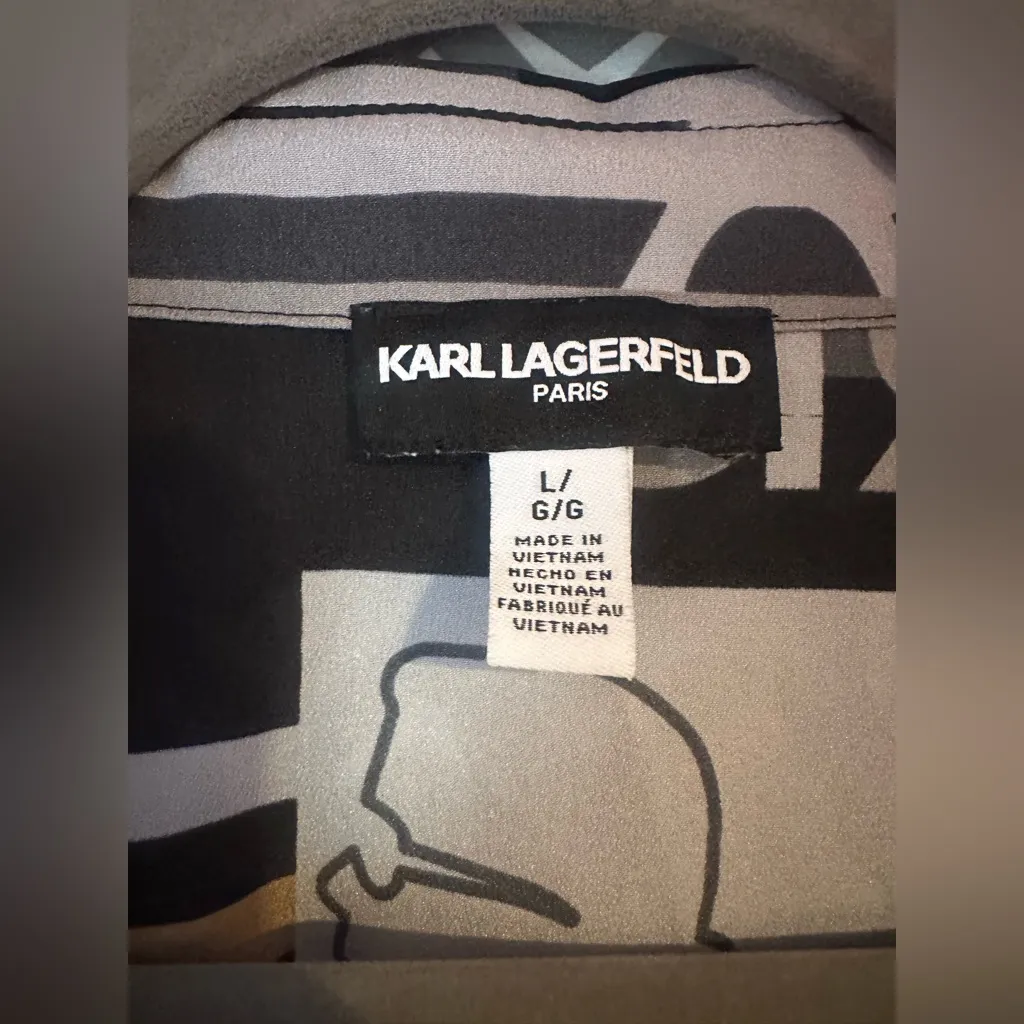 KARL LAGERFELD
PARIS
L/
G/G
MADE IN
VIETNAM
HECHO EN
VIETNAM
FABRIQUÉ AU
VIETNAM